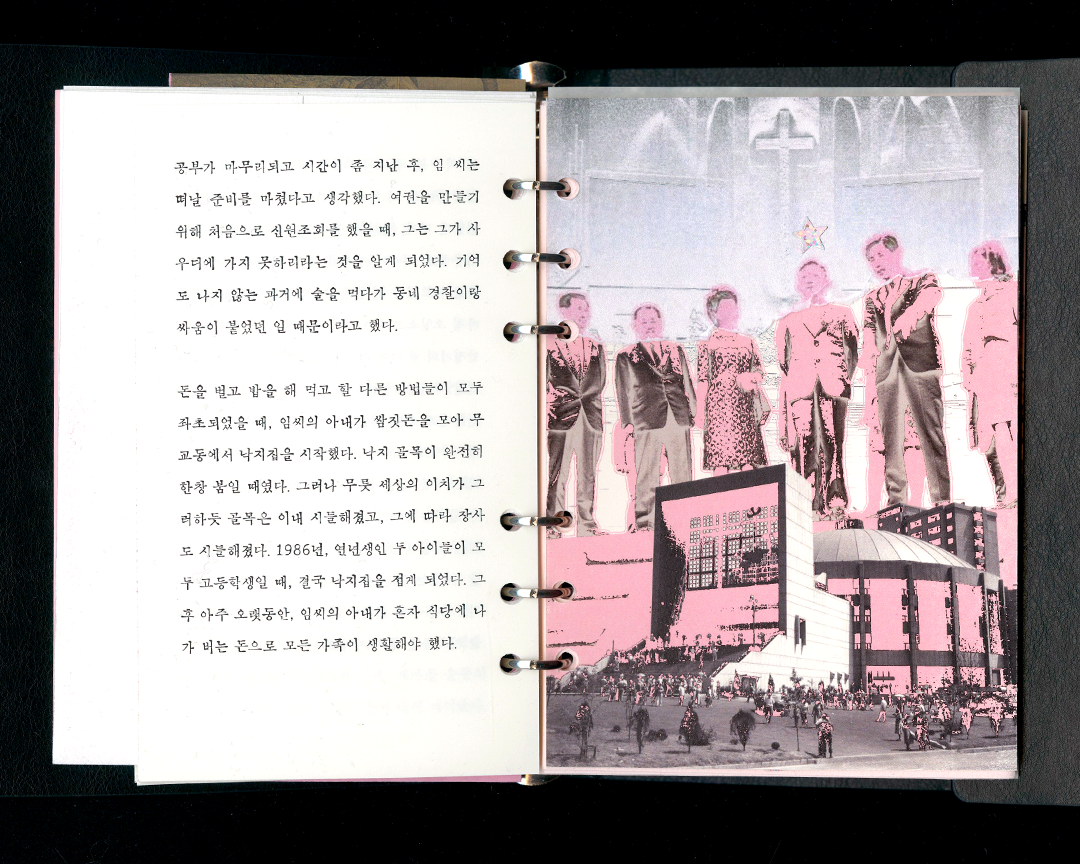 공부가 마무리되고 시간이 좀 지난 후, 임 씨는
떠날 준비를 마쳤다고 생각했다. 여권을 만들기
위해 처음으로 신원조회를 했을 때, 그는 그가 사
우디에 가지 못하리라는 것을 알게 되었다. 기억
도 나지 않는 과거에 술을 먹다가 동네 경찰이랑
싸움이 붙었던 일 때문이라고 했다.
돈을 벌고 밥을 해 먹고 할 다른 방법들이 모두
좌초되었을 때, 임씨의 아내가 쌈짓돈을 모아 무
교동에서 낙지집을 시작했다. 낙지 골목이 완전히
한창 붐일 때였다. 그러나 무릇 세상의 이치가 그
러하듯 골목은 이내 시들해졌고, 그에 따라 장사
도 시들해졌다. 1986년, 연년생인 두 아이들이 모
두 고등학생일 때, 결국 낙지집을 접게 되었다. 그
후 아주 오랫동안, 임씨의 아내가 혼자 식당에 나
가 버는 돈으로 모든 가족이 생활해야 했다.